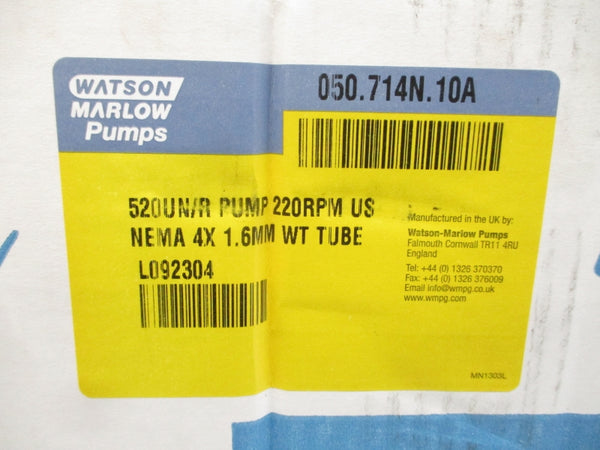 WATSON
MARLOW
Pumps
050.714N.10A
520UN/R PUMP 220RPM US
NEMA 4X 1.6MM WT TUBE
L092304
Manufactured in the UK by:
Watson-Marlow Pumps
Falmouth Cornwall TR11 4RU
England
Tel: +44 (0) 1326 370370
Fax: +44 (0) 1326 376009
Email info@wmpg.co.uk
www.wmpg.com
MN1303L